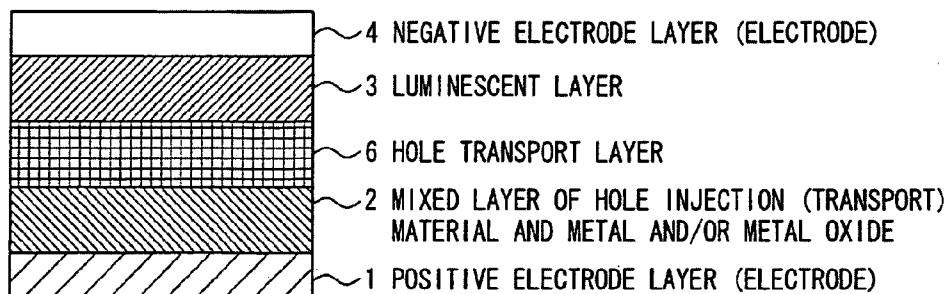 4 NEGATIVE ELECTRODE LAYER (ELECTRODE)
3 LUMINESCENT LAYER
6 HOLE TRANSPORT LAYER
2 MIXED LAYER OF HOLE INJECTION (TRANSPORT)
MATERIAL AND METAL AND/OR METAL OXIDE
1 POSITIVE ELECTRODE LAYER (ELECTRODE)